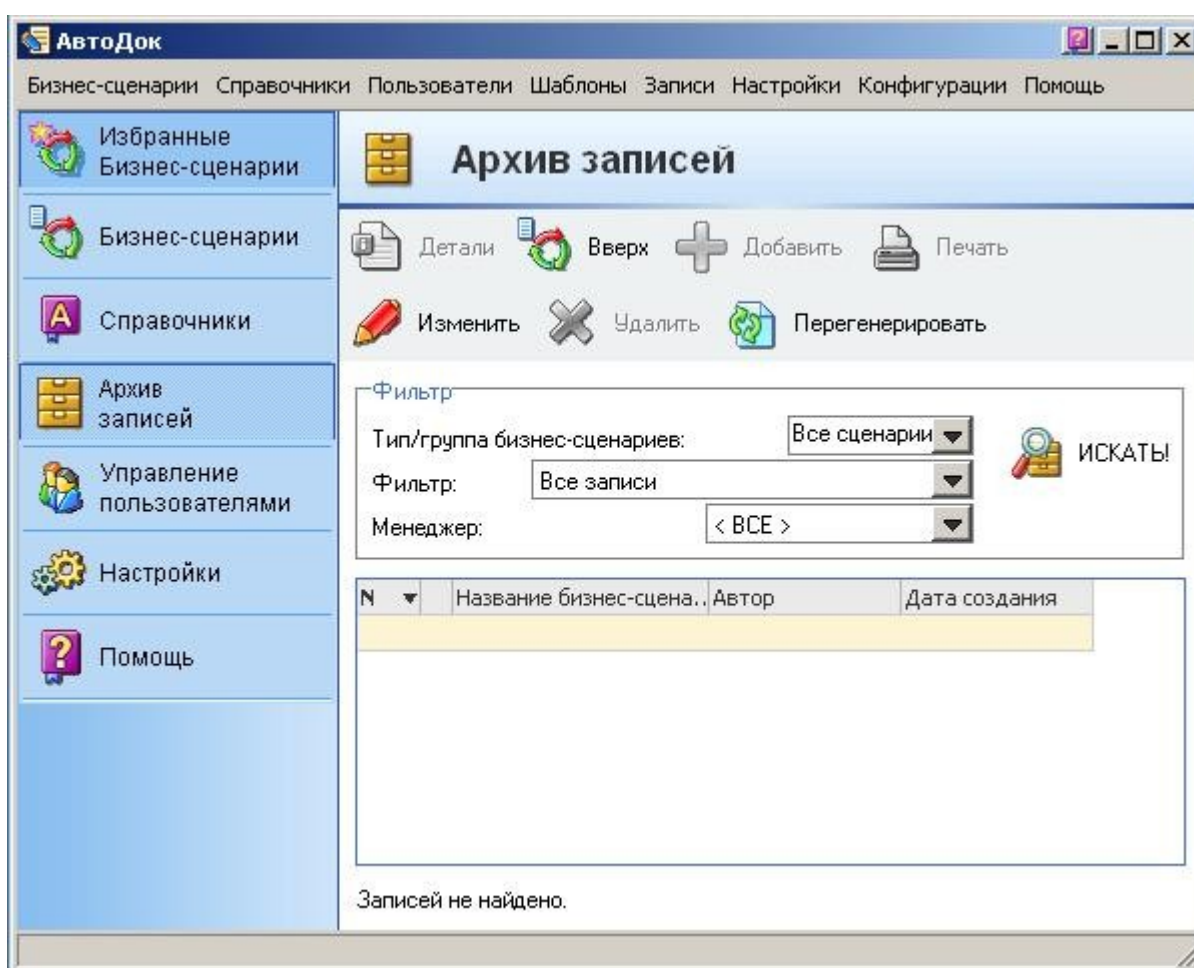 АвтоДок
Бизнес-сценарии Справочники Пользователи Шаблоны Записи Настройки Конфигурации Помощь
Избранные
Бизнес-сценарии
Бизнес-сценарии
Справочники
Архив
записей
Управление
пользователями
Настройки
Помощь
Архив записей
Детали Вверх Добавить Печать
Изменить Удалить Перегенерировать
Фильтр
Тип/группа бизнес-сценариев: Все сценарии
Фильтр: Все записи
Менеджер: < ВСЕ >
ИСКАТЬ!
N Название бизнес-сцена.. Автор Дата создания
Записей не найдено.